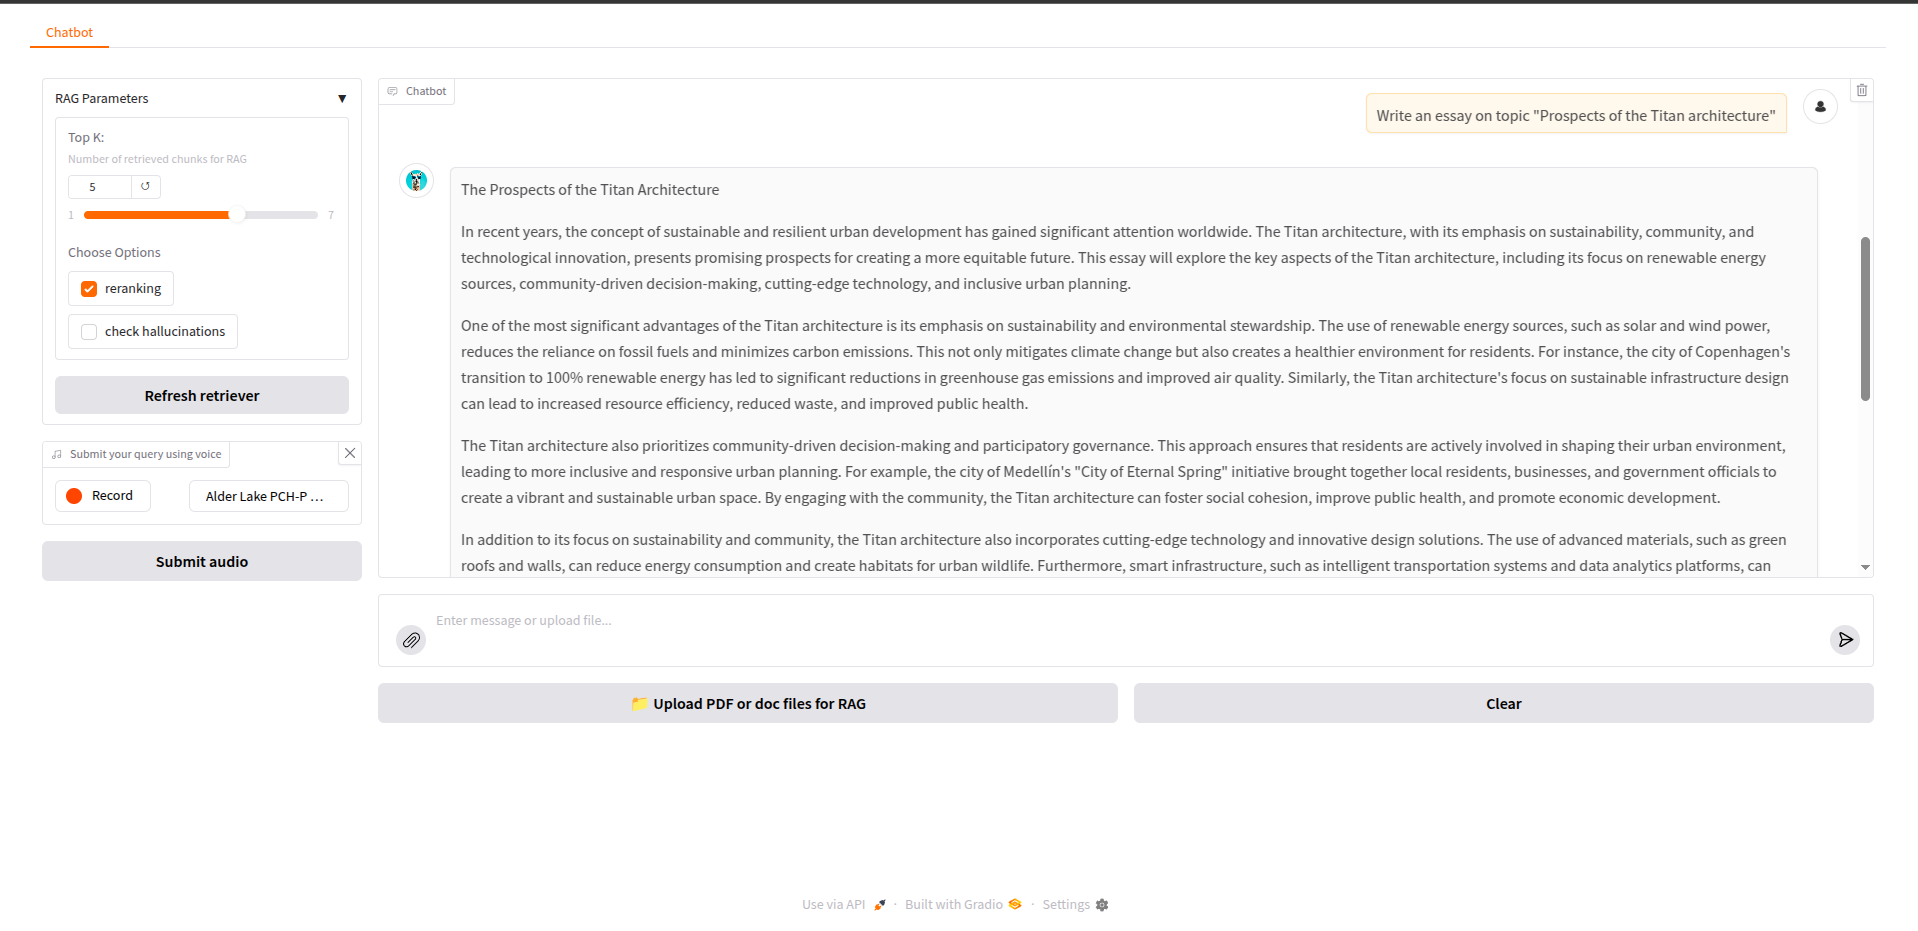 Chatbot
RAG Parameters
▼
Top K:
Number of retrieved chunks for RAG
5
↺
1
7
Choose Options
reranking
check hallucinations
Refresh retriever
Submit your query using voice
Record
Alder Lake PCH-P ...
Submit audio
Chatbot
Write an essay on topic "Prospects of the Titan architecture"
The Prospects of the Titan Architecture
In recent years, the concept of sustainable and resilient urban development has gained significant attention worldwide. The Titan architecture, with its emphasis on sustainability, community, and
technological innovation, presents promising prospects for creating a more equitable future. This essay will explore the key aspects of the Titan architecture, including its focus on renewable energy
sources, community-driven decision-making, cutting-edge technology, and inclusive urban planning.
One of the most significant advantages of the Titan architecture is its emphasis on sustainability and environmental stewardship. The use of renewable energy sources, such as solar and wind power,
reduces the reliance on fossil fuels and minimizes carbon emissions. This not only mitigates climate change but also creates a healthier environment for residents. For instance, the city of Copenhagen's
transition to 100% renewable energy has led to significant reductions in greenhouse gas emissions and improved air quality. Similarly, the Titan architecture's focus on sustainable infrastructure design
can lead to increased resource efficiency, reduced waste, and improved public health.
The Titan architecture also prioritizes community-driven decision-making and participatory governance. This approach ensures that residents are actively involved in shaping their urban environment,
leading to more inclusive and responsive urban planning. For example, the city of Medellín's "City of Eternal Spring" initiative brought together local residents, businesses, and government officials to
create a vibrant and sustainable urban space. By engaging with the community, the Titan architecture can foster social cohesion, improve public health, and promote economic development.
In addition to its focus on sustainability and community, the Titan architecture also incorporates cutting-edge technology and innovative design solutions. The use of advanced materials, such as green
roofs and walls, can reduce energy consumption and create habitats for urban wildlife. Furthermore, smart infrastructure, such as intelligent transportation systems and data analytics platforms, can
Enter message or upload file...
📁 Upload PDF or doc files for RAG
Clear
Use via API 🚀 · Built with Gradio · Settings ⚙